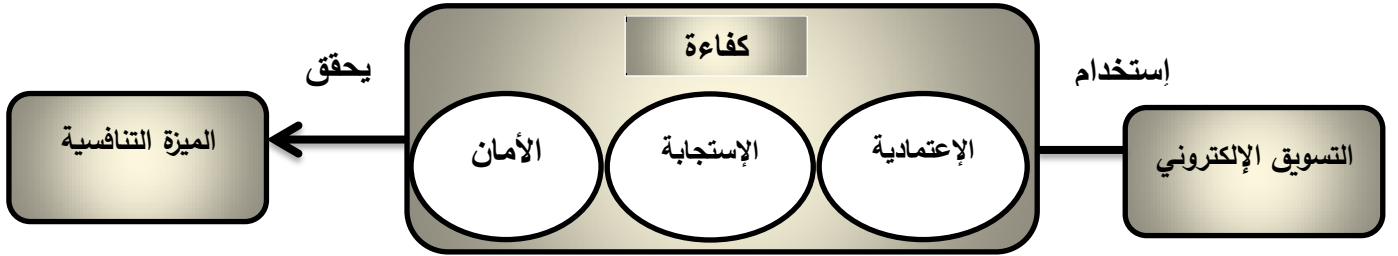 كفاءة
إستخدام
يحقق
التسويق الإلكتروني
الإعتمادية
الإستجابة
الأمان
الميزة التنافسية